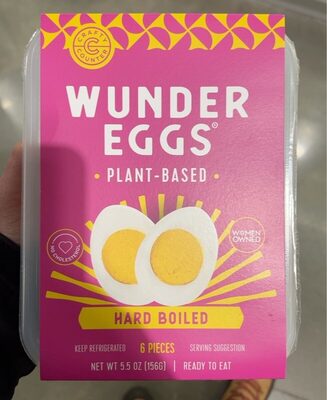 CRAFTY
C
COUNTER
WUNDER
EGGS®
• PLANT-BASED •
NO CHOLESTEROL
WOMEN
OWNED
HARD BOILED
KEEP REFRIGERATED 6 PIECES SERVING SUGGESTION
NET WT 5.5 OZ (156G) | READY TO EAT